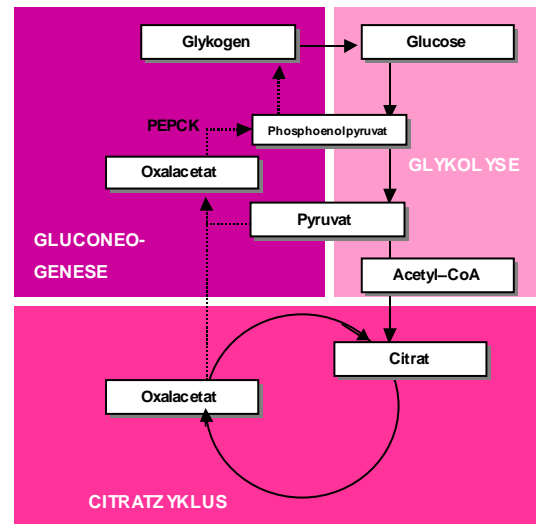 Glykogen
Glucose
PEPCK
Phosphoenolpyruvat
Oxalacetat
GLYKOLYSE
Pyruvat
GLUCONEO-
GENESE
Acetyl–CoA
Citrat
Oxalacetat
CITRATZYKLUS